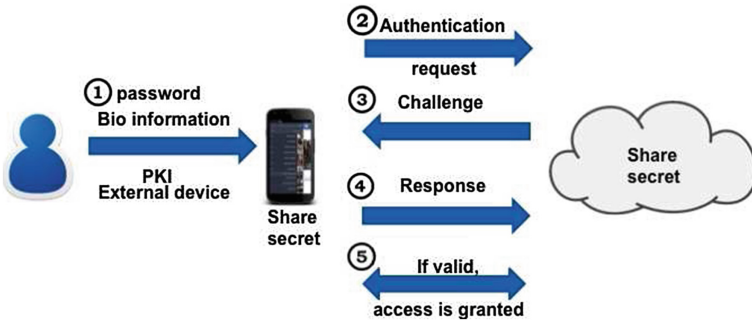 ① password
Bio information
PKI
External device
Share
secret
② Authentication
request
③ Challenge
④ Response
⑤ If valid,
access is granted
Share
secret